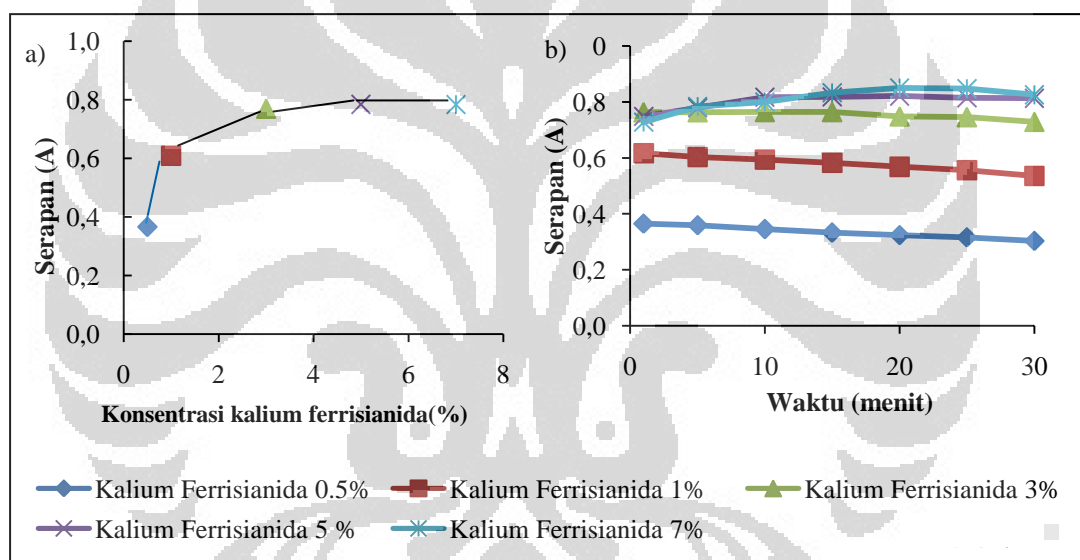 a)
1,0
0,8
0,6
0,4
0,2
0,0
Serapan (A)
0 2 4 6 8
Konsentrasi kalium ferrisianida(%)
b)
0
0,8
0,6
0,4
0,2
0,0
Serapan (A)
0 10 20 30
Waktu (menit)
Kalium Ferrisianida 0.5% Kalium Ferrisianida 1% Kalium Ferrisianida 3%
Kalium Ferrisianida 5 % Kalium Ferrisianida 7%